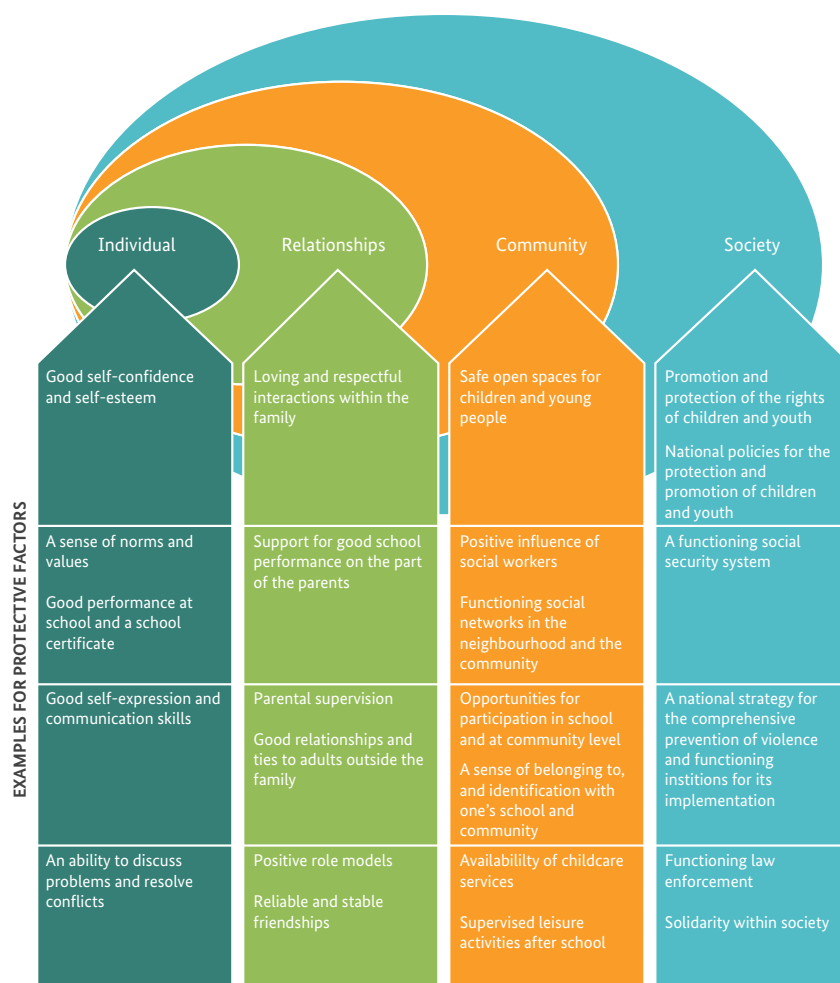 Individual
Relationships
Community
Society
EXAMPLES FOR PROTECTIVE FACTORS
Good self-confidence
and self-esteem
Loving and respectful
interactions within the
family
Safe open spaces for
children and young
people
Promotion and
protection of the rights
of children and youth
National policies for the
protection and
promotion of children
and youth
A sense of norms and
values
Good performance at
school and a school
certificate
Support for good school
performance on the part
of the parents
Positive influence of
social workers
Functioning social
networks in the
neighbourhood and the
community
A functioning social
security system
Good self-expression and
communication skills
Parental supervision
Good relationships and
ties to adults outside the
family
Opportunities for
participation in school
and at community level
A sense of belonging to,
and identification with
one's school and
community
A national strategy for
the comprehensive
prevention of violence
and functioning
institions for its
implementation
An ability to discuss
problems and resolve
conflicts
Positive role models
Reliable and stable
friendships
Availabililty of childcare
services
Supervised leisure
activities after school
Functioning law
enforcement
Solidarity within society